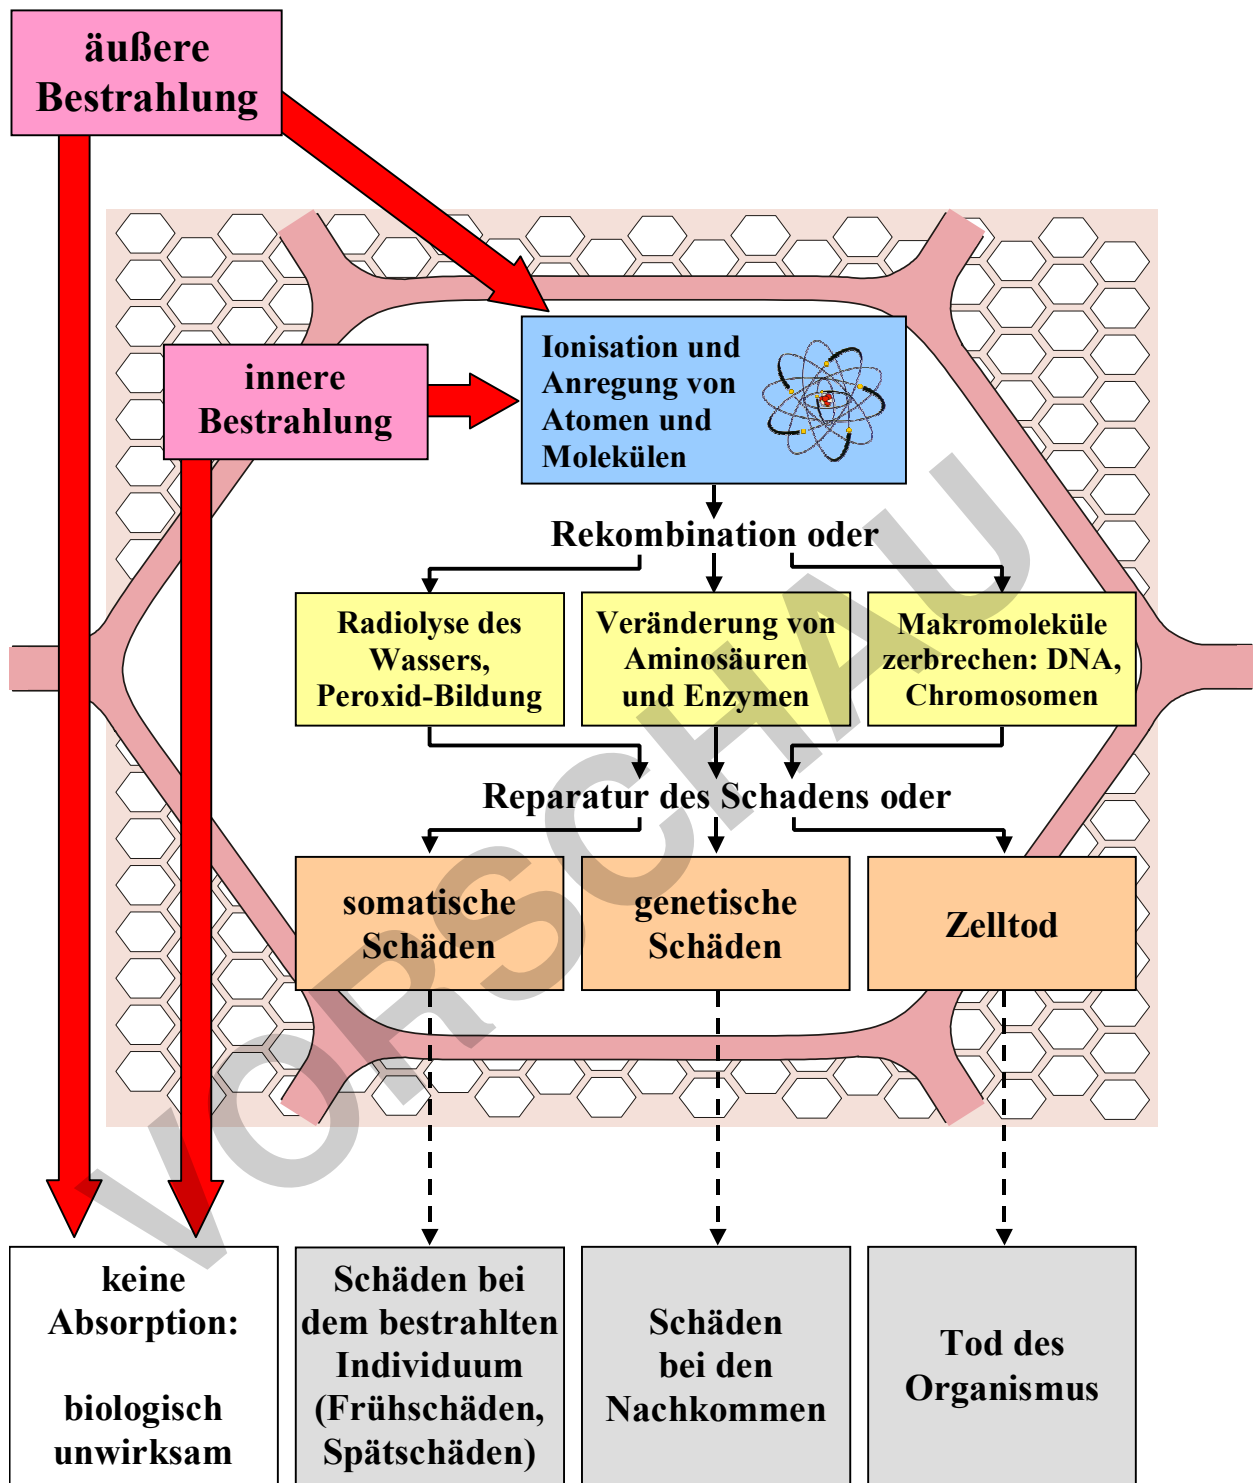 äußere
Bestrahlung
innere
Bestrahlung
Ionisation und
Anregung von
Atomen und
Molekülen
Rekombination oder
Radiolyse des
Wassers,
Peroxid-Bildung
Veränderung von
Aminosäuren
und Enzymen
Makromoleküle
zerbrechen: DNA,
Chromosomen
Reparatur des Schadens oder
somatische
Schäden
genetische
Schäden
Zelltod
keine
Absorption:
biologisch
unwirksam
Schäden bei
dem bestrahlten
Individuum
(Frühschäden,
Spätschäden)
Schäden
bei den
Nachkommen
Tod des
Organismus
VORSCHAU